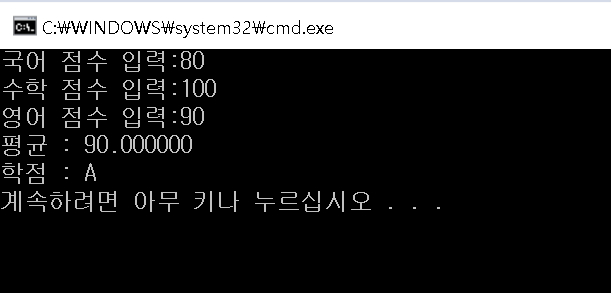 C:\WINDOWS\system32\cmd.exe
국어 점수 입력:80
수학 점수 입력:100
영어 점수 입력:90
평균 : 90.000000
학점 : A
계속하려면 아무 키나 누르십시오 . . .